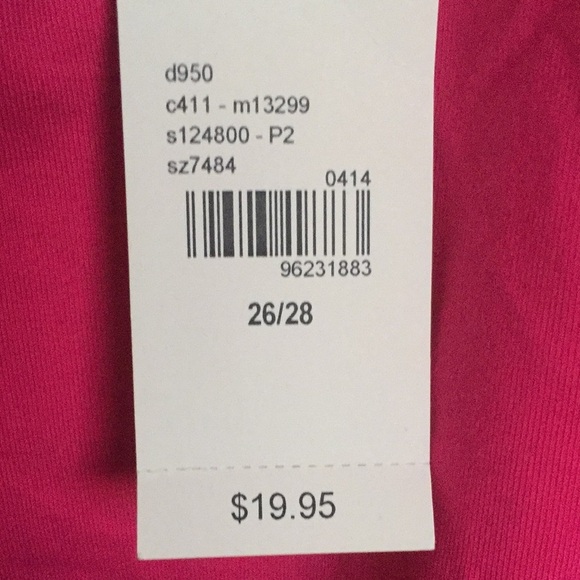 d950
c411 - m13299
s124800 - P2
sz7484
0414
96231883
26/28
$19.95